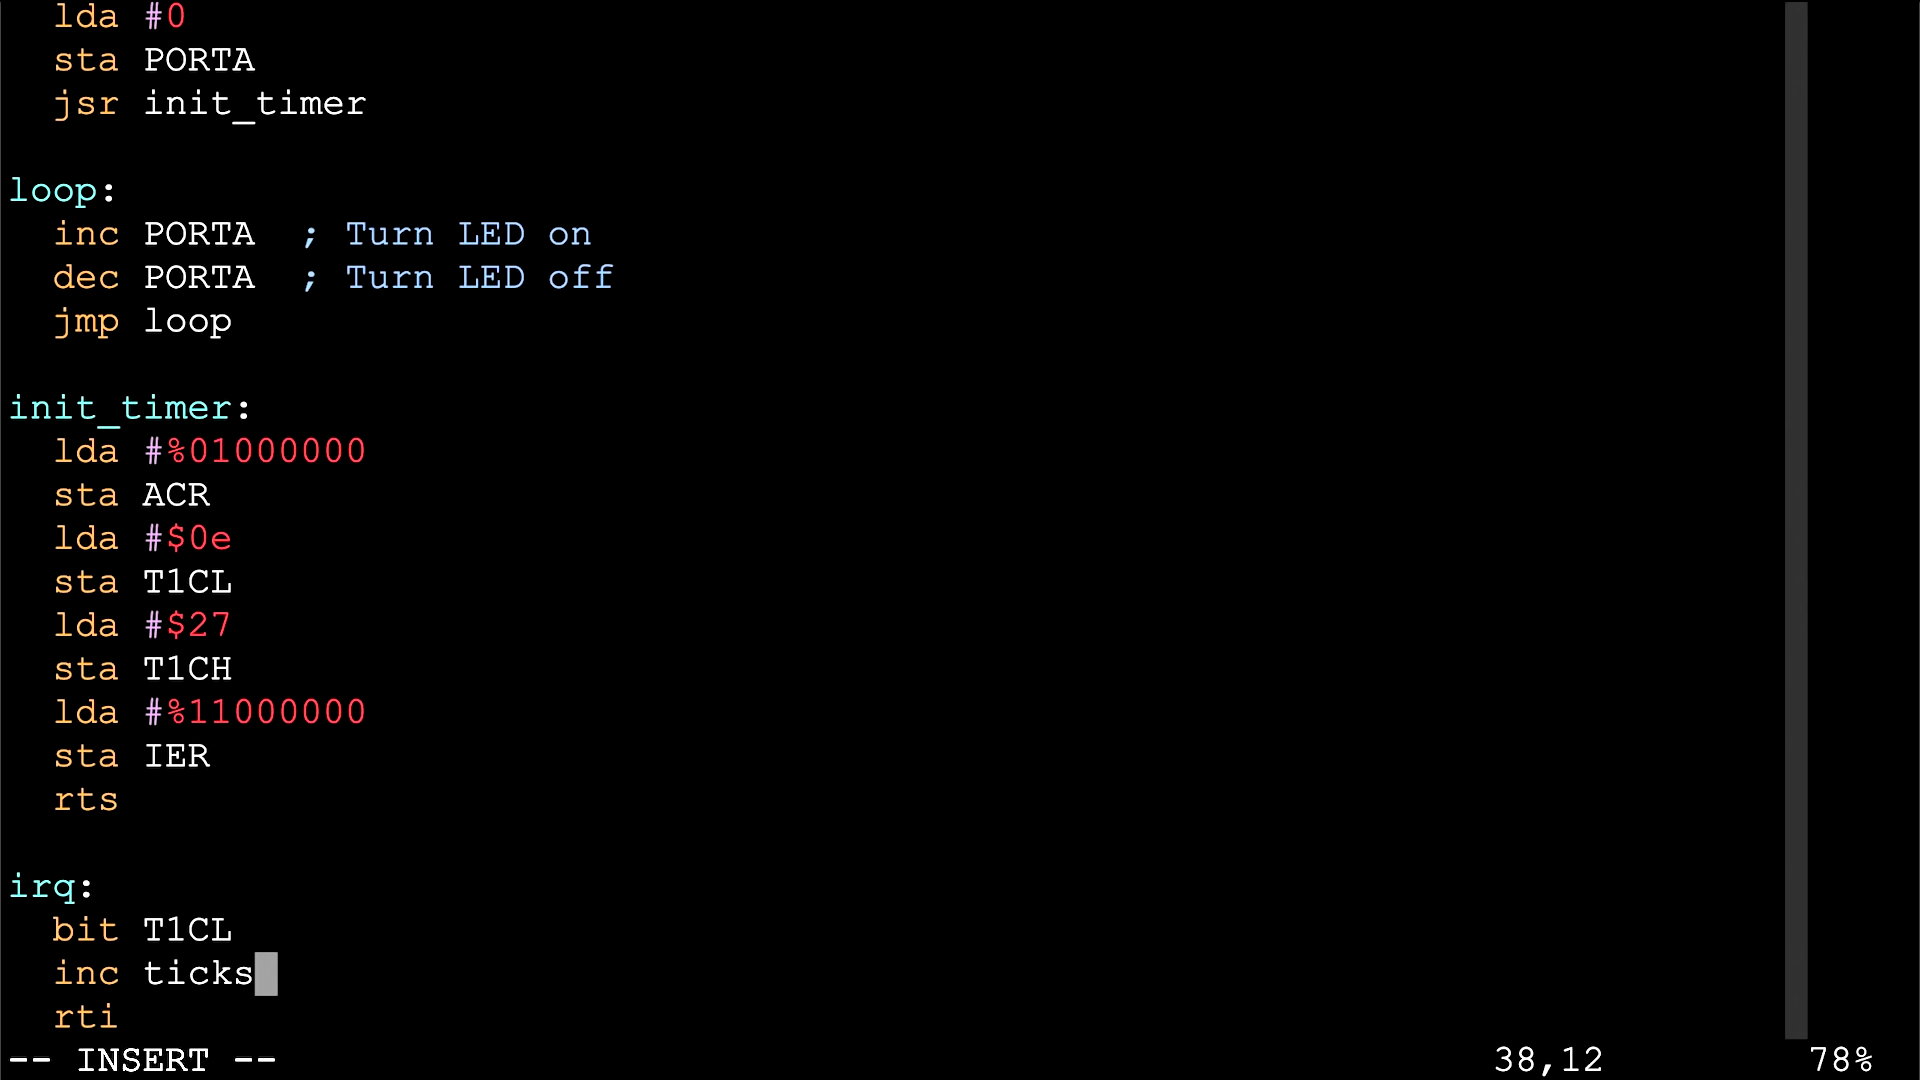 lda #0
  sta PORTA
  jsr init_timer

loop:
  inc PORTA  ; Turn LED on
  dec PORTA  ; Turn LED off
  jmp loop

init_timer:
  lda #%01000000
  sta ACR
  lda #$0e
  sta T1CL
  lda #$27
  sta T1CH
  lda #%11000000
  sta IER
  rts

irq:
  bit T1CL
  inc ticks
  rti
-- INSERT -- 38,12 78%